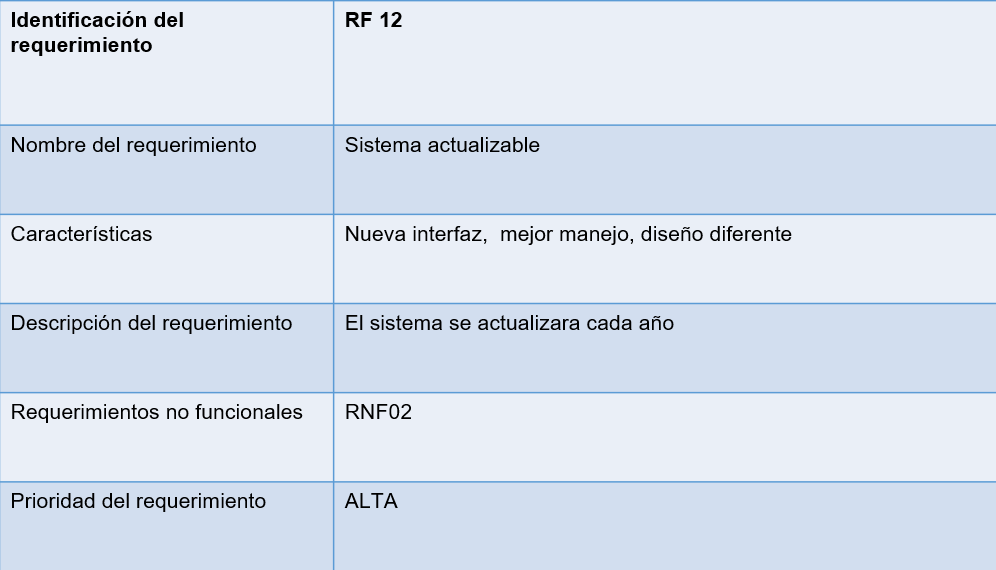 Identificación del
requerimiento
RF 12
Nombre del requerimiento
Sistema actualizable
Características
Nueva interfaz,  mejor manejo, diseño diferente
Descripción del requerimiento
El sistema se actualizara cada año
Requerimientos no funcionales
RNF02
Prioridad del requerimiento
ALTA